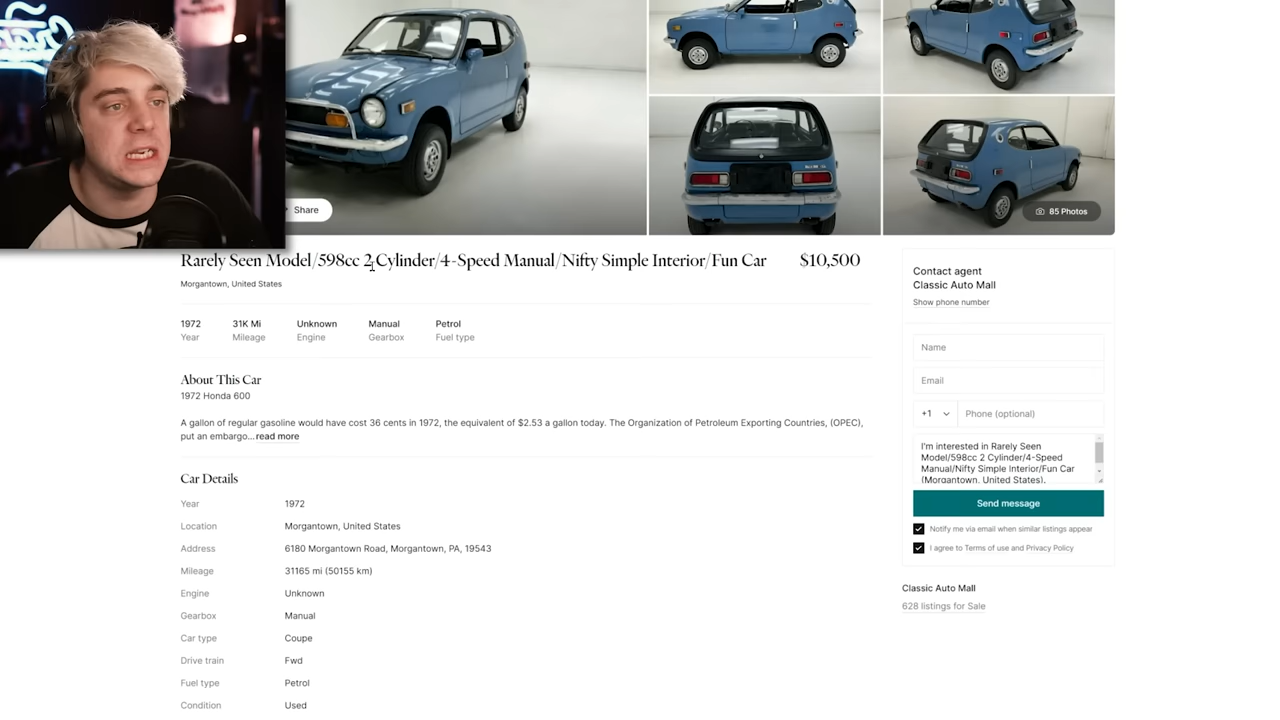 Share
85 Photos
Rarely Seen Model/598cc 2 Cylinder/4-Speed Manual/Nifty Simple Interior/Fun Car
$10,500
Morgantown, United States
1972
31K Mi
Unknown
Manual
Petrol
Year
Mileage
Engine
Gearbox
Fuel type
About This Car
1972 Honda 600
A gallon of regular gasoline would have cost 36 cents in 1972, the equivalent of $2.53 a gallon today. The Organization of Petroleum Exporting Countries, (OPEC),
put an embargo... read more
Car Details
Year 1972
Location Morgantown, United States
Address 6180 Morgantown Road, Morgantown, PA, 19543
Mileage 31165 mi (50155 km)
Engine Unknown
Gearbox Manual
Car type Coupe
Drive train Fwd
Fuel type Petrol
Condition Used
Contact agent
Classic Auto Mall
Show phone number
Name
Email
+1 Phone (optional)
I'm interested in Rarely Seen
Model/598cc 2 Cylinder/4-Speed
Manual/Nifty Simple Interior/Fun Car
(Morgantown, United States).
Send message
Notify me via email when similar listings appear
I agree to Terms of use and Privacy Policy
Classic Auto Mall
628 listings for Sale